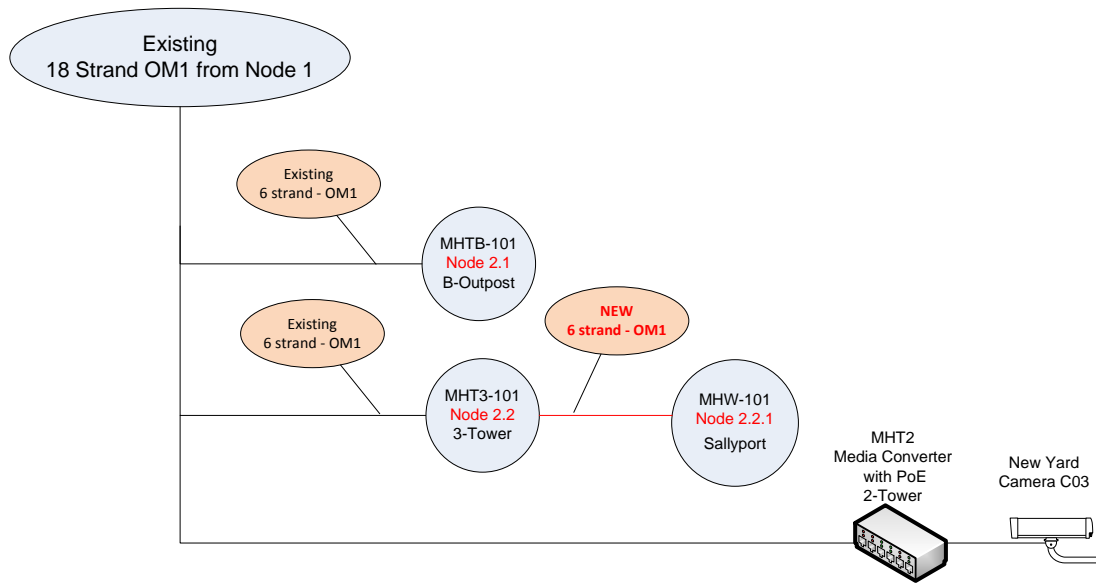 Existing
18 Strand OM1 from Node 1
Existing
6 strand - OM1
MHTB-101
Node 2.1
B-Outpost
Existing
6 strand - OM1
NEW
6 strand - OM1
MHT3-101
Node 2.2
3-Tower
MHW-101
Node 2.2.1
Sallyport
MHT2
Media Converter
with PoE
2-Tower
New Yard
Camera C03